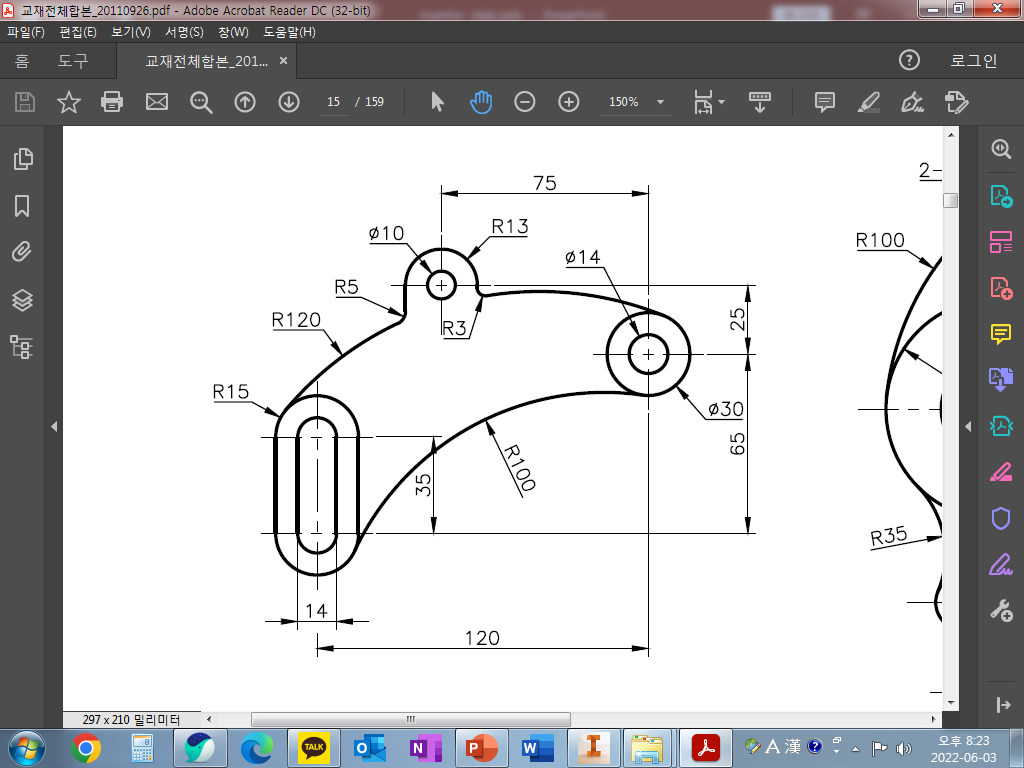 교재전체합본_20110926.pdf - Adobe Acrobat Reader DC (32-bit)
파일(F) 편집(E) 보기(V) 서명(S) 창(W) 도움말(H)
홈 도구 교재전체합본_201... × ? 로그인
15 / 159 150%
75
2-
R13
ø10
R100
ø14
R5
R3
R120
25
R15
ø30
65
R100
35
R35
14
120
297 x 210 밀리미터
TALK
A 漢 ?
오후 8:23
2022-06-03